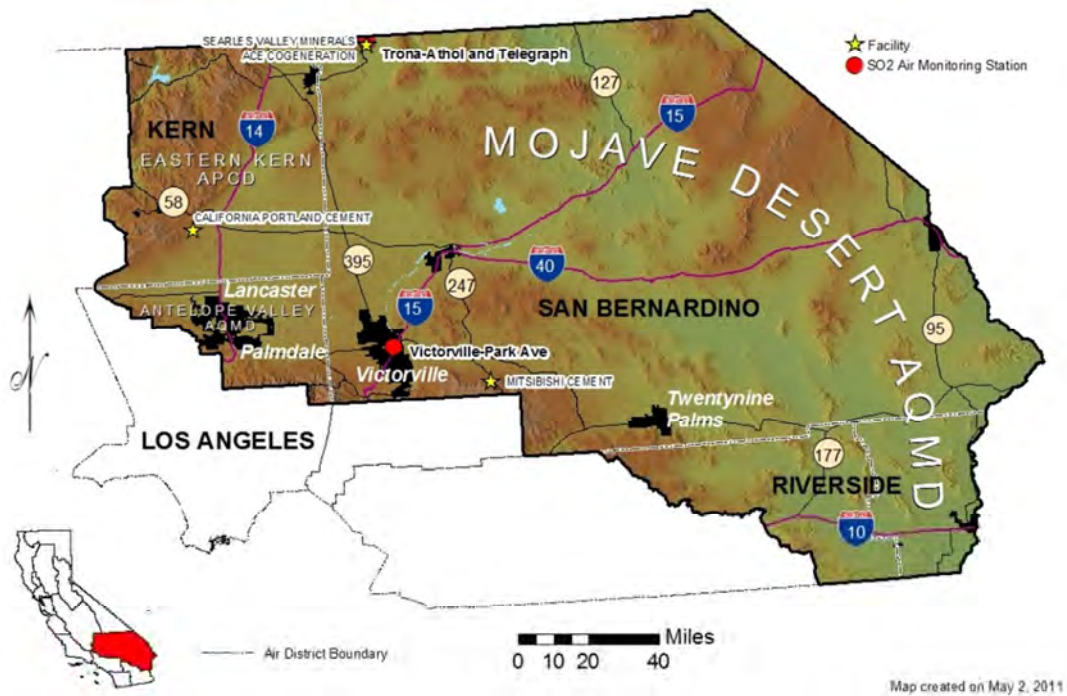 SEARLES VALLEY MINERALS
ACE COGENERATION
Trona-Athol and Telegraph
Facility
SO2 Air Monitoring Station
127
15
KERN
14
EASTERN KERN
APCD
MOJAVE DESERT AQMD
58
CALIFORNIA PORTLAND CEMENT
395
247
40
15
SAN BERNARDINO
Lancaster
ANTELOPE VALLEY
AQMD
Palmdale
95
Victorville-Park Ave
Victorville
MITSIBISHI CEMENT
Twentynine
Palms
LOS ANGELES
177
RIVERSIDE
10
N
Air District Boundary
Miles
0 10 20 40
Map created on May 2, 2011